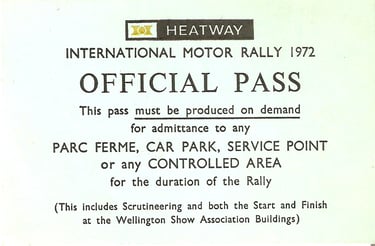 HEATWAY
INTERNATIONAL MOTOR RALLY 1972
OFFICIAL PASS
This pass must be produced on demand
for admittance to any
PARC FERME, CAR PARK, SERVICE POINT
or any CONTROLLED AREA
for the duration of the Rally
(This includes Scrutineering and both the Start and Finish
at the Wellington Show Association Buildings)